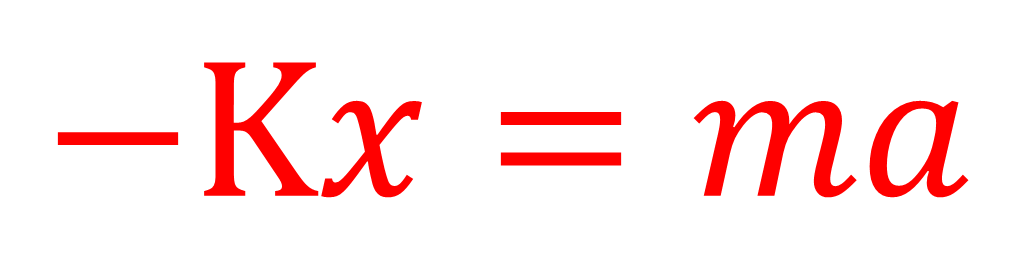 −Kx = ma